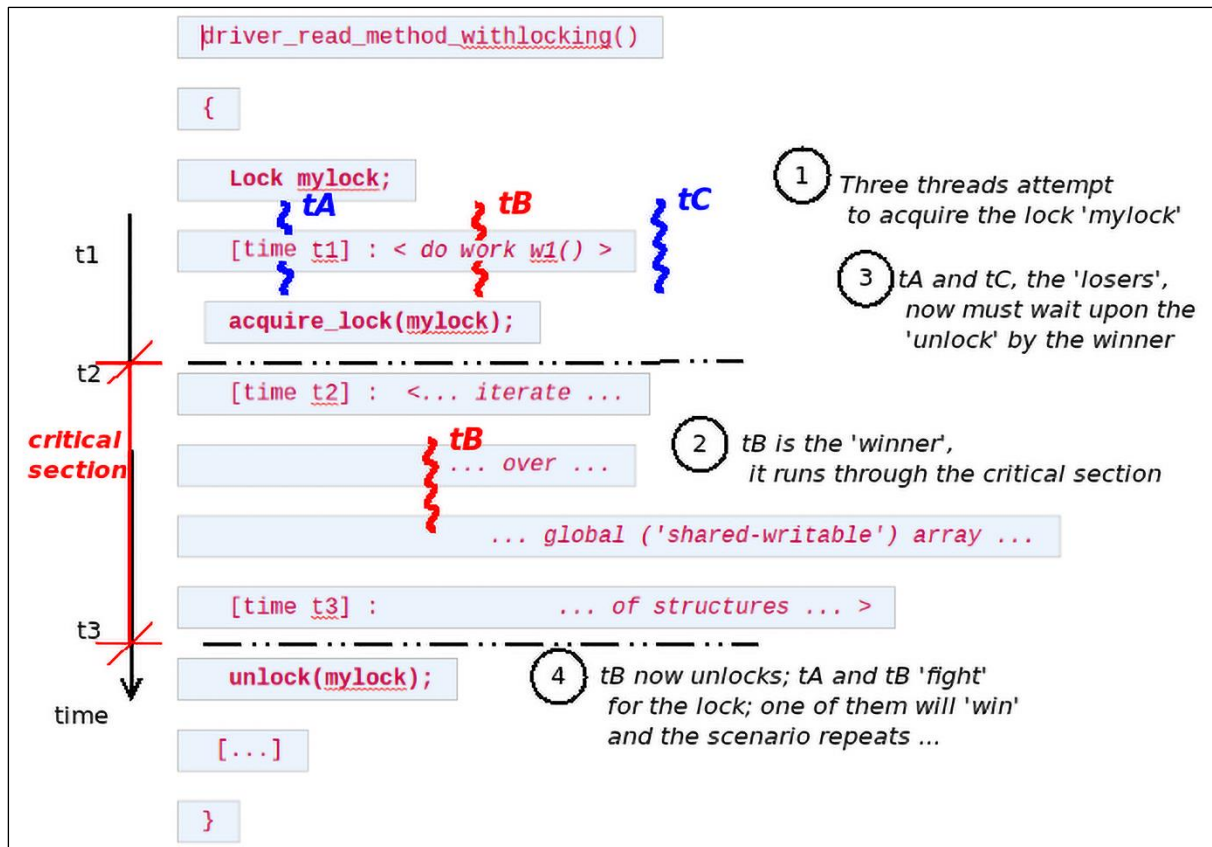 driver_read_method_withlocking()
{
Lock mylock;
tA
tB
tC
1
Three threads attempt
to acquire the lock 'mylock'
t1
[time t1] : < do work w1() >
3
tA and tC, the 'losers',
now must wait upon the
'unlock' by the winner
acquire_lock(mylock);
t2
[time t2] : <... iterate ...
critical
section
tB
... over ...
2
tB is the 'winner',
it runs through the critical section
... global ('shared-writable') array ...
[time t3] : ... of structures ... >
t3
unlock(mylock);
4
tB now unlocks; tA and tB 'fight'
for the lock; one of them will 'win'
and the scenario repeats ...
time
[...]
}